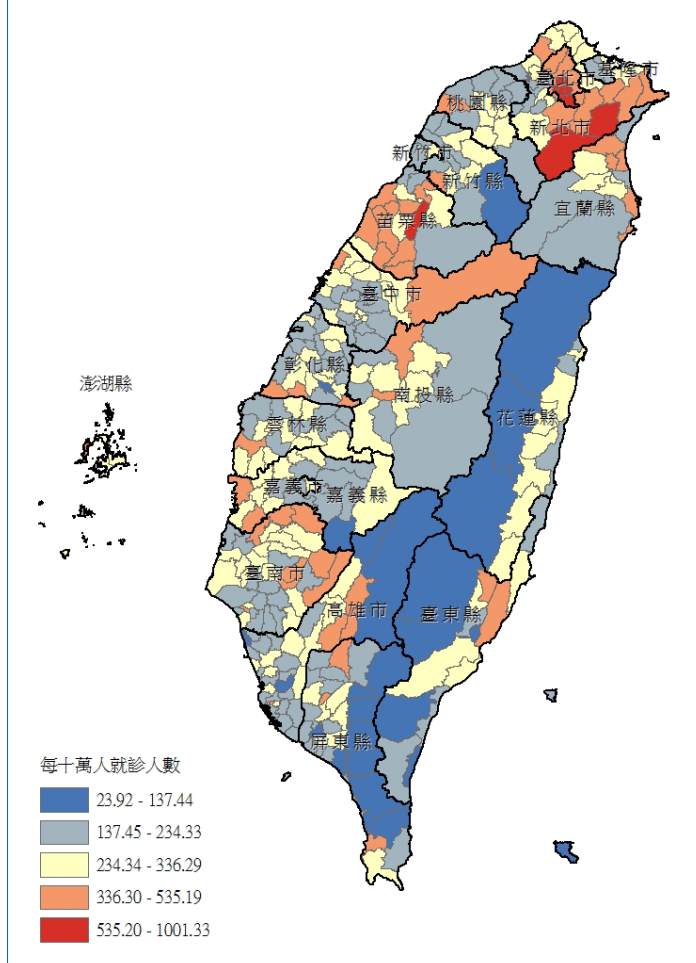 基隆市
臺北市
桃園縣
新北市
新竹市
新竹縣
宜蘭縣
苗栗縣
臺中市
彰化縣
南投縣
澎湖縣
花蓮縣
雲林縣
嘉義市
嘉義縣
臺南市
高雄市
臺東縣
屏東縣
每十萬人就診人數
23.92 - 137.44
137.45 - 234.33
234.34 - 336.29
336.30 - 535.19
535.20 - 1001.33